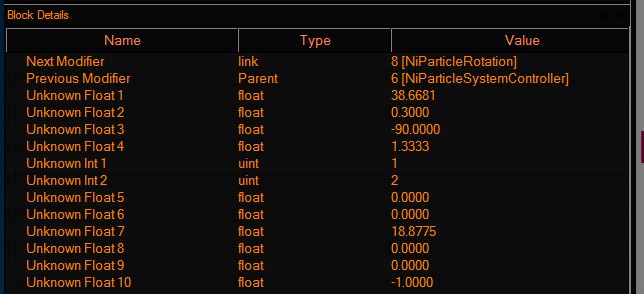 Block Details
Name Type Value
Next Modifier link 8 [NiParticleRotation]
Previous Modifier Parent 6 [NiParticleSystemController]
Unknown Float 1 float 38.6681
Unknown Float 2 float 0.3000
Unknown Float 3 float -90.0000
Unknown Float 4 float 1.3333
Unknown Int 1 uint 1
Unknown Int 2 uint 2
Unknown Float 5 float 0.0000
Unknown Float 6 float 0.0000
Unknown Float 7 float 18.8775
Unknown Float 8 float 0.0000
Unknown Float 9 float 0.0000
Unknown Float 10 float -1.0000